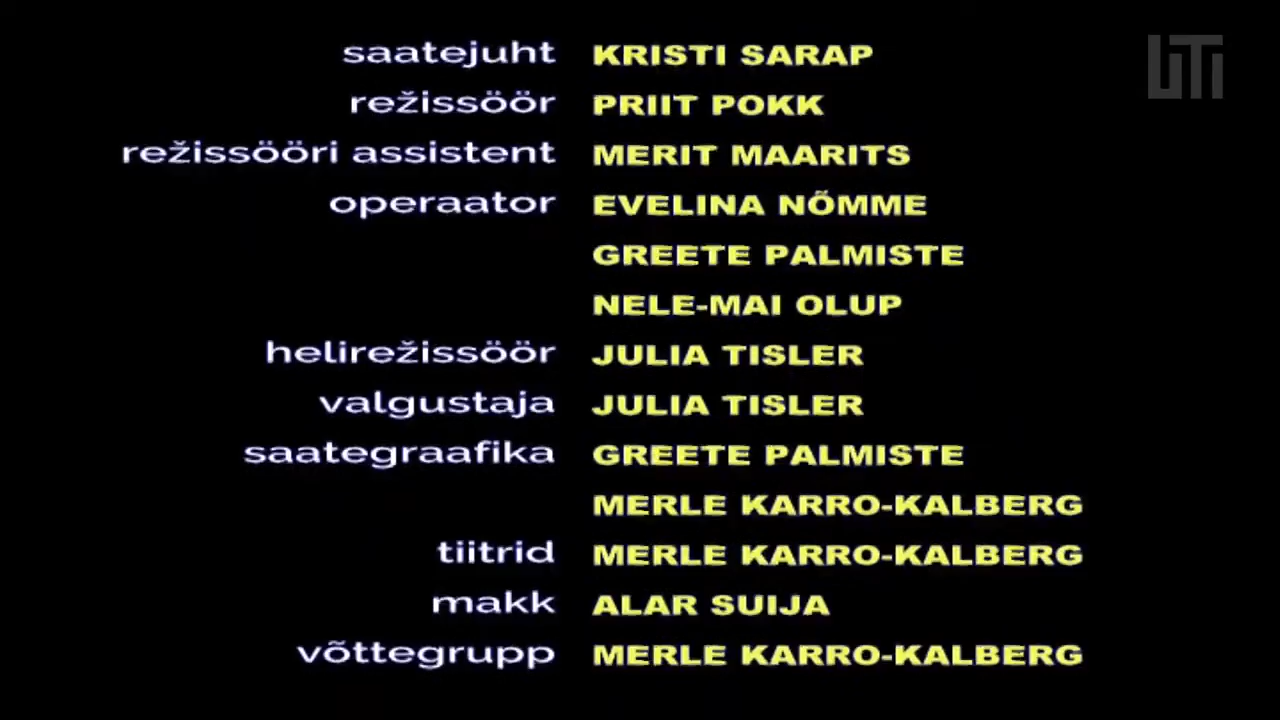 saatejuht KRISTI SARAP
režissöör PRIIT POKK
režissööri assistent MERIT MAARITS
operaator EVELINA NÕMME
GREETE PALMISTE
NELE-MAI OLUP
helirežissöör JULIA TISLER
valgustaja JULIA TISLER
saategraafika GREETE PALMISTE
MERLE KARRO-KALBERG
tiitrid MERLE KARRO-KALBERG
makk ALAR SUIJA
võttegrupp MERLE KARRO-KALBERG